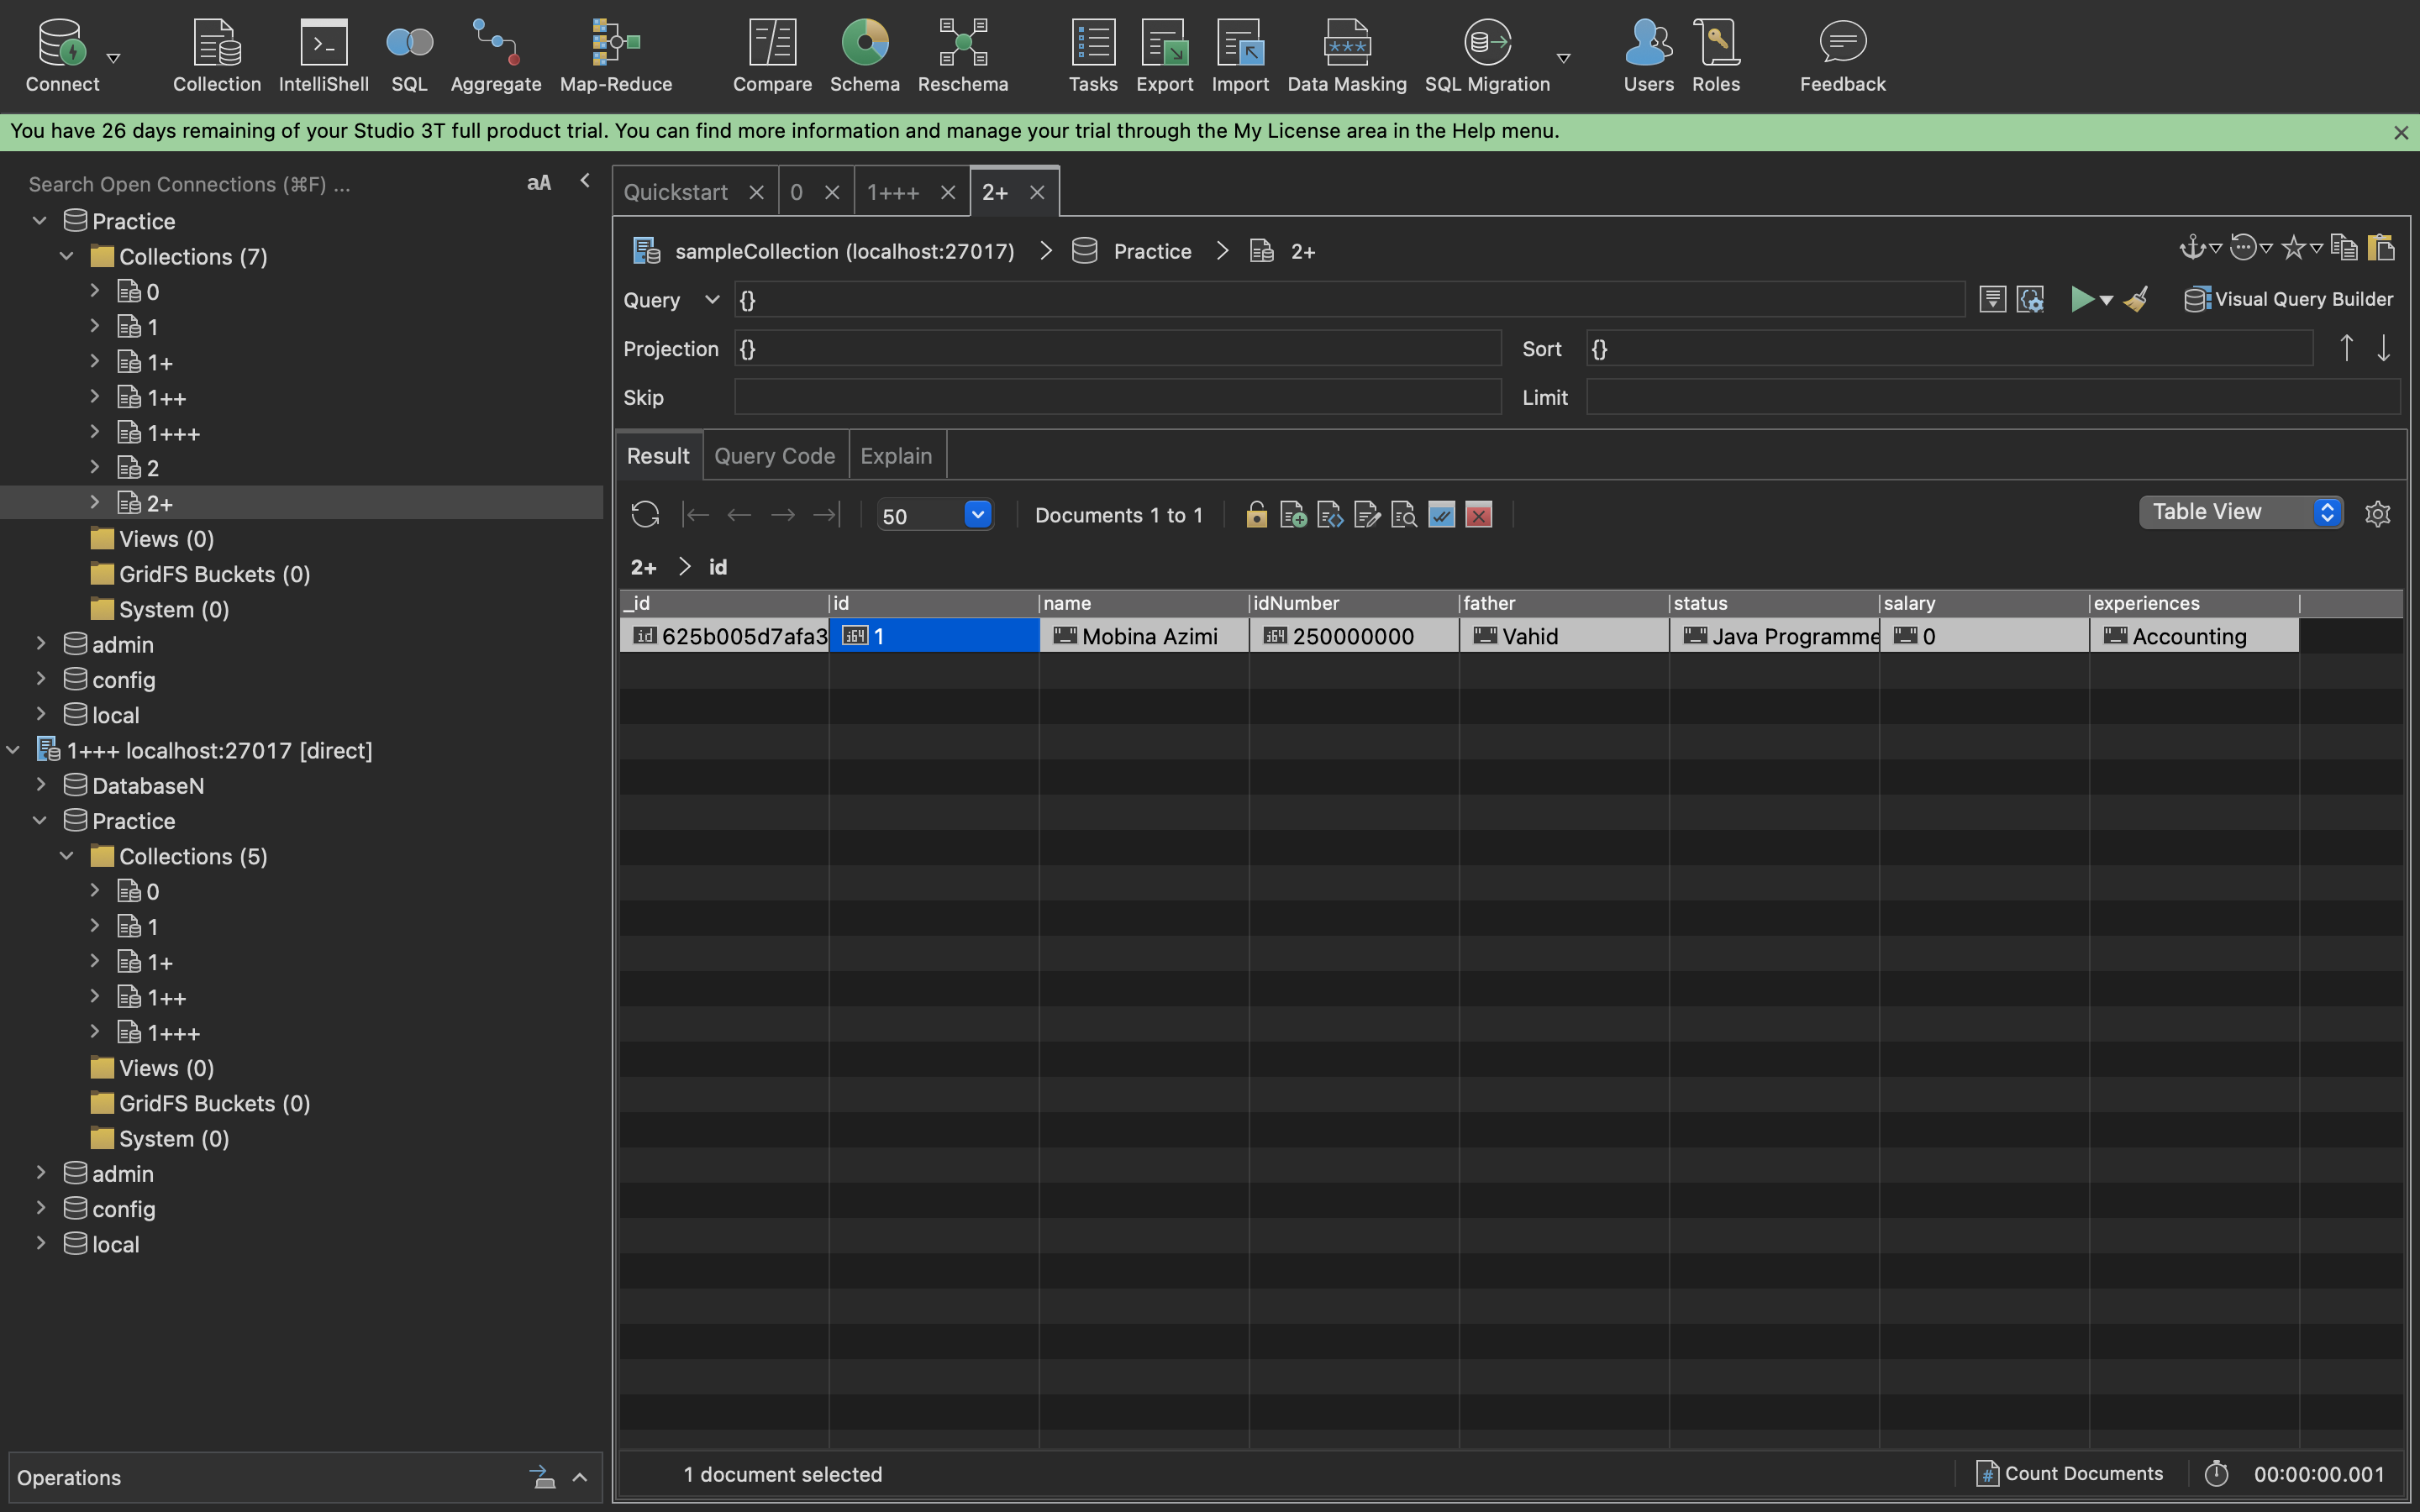 Connect
Collection
IntelliShell
SQL
Aggregate
Map-Reduce
Compare
Schema
Reschema
Tasks
Export
Import
Data Masking
SQL Migration
Users
Roles
Feedback
You have 26 days remaining of your Studio 3T full product trial. You can find more information and manage your trial through the My License area in the Help menu.
Search Open Connections (⌘F) ...
aA
Practice
Collections (7)
0
1
1+
1++
1+++
2
2+
Views (0)
GridFS Buckets (0)
System (0)
admin
config
local
1+++ localhost:27017 [direct]
DatabaseN
Practice
Collections (5)
0
1
1+
1++
1+++
Views (0)
GridFS Buckets (0)
System (0)
admin
config
local
Operations
Quickstart
0
1+++
2+
sampleCollection (localhost:27017)
Practice
2+
Query {}
Visual Query Builder
Projection {} Sort {}
Skip Limit
Result Query Code Explain
50 Documents 1 to 1
Table View
2+ > id
_id id name idNumber father status salary experiences
id 625b005d7afa3 i64 1 Mobina Azimi i64 250000000 Vahid Java Programme 0 Accounting
1 document selected
Count Documents 00:00:00.001